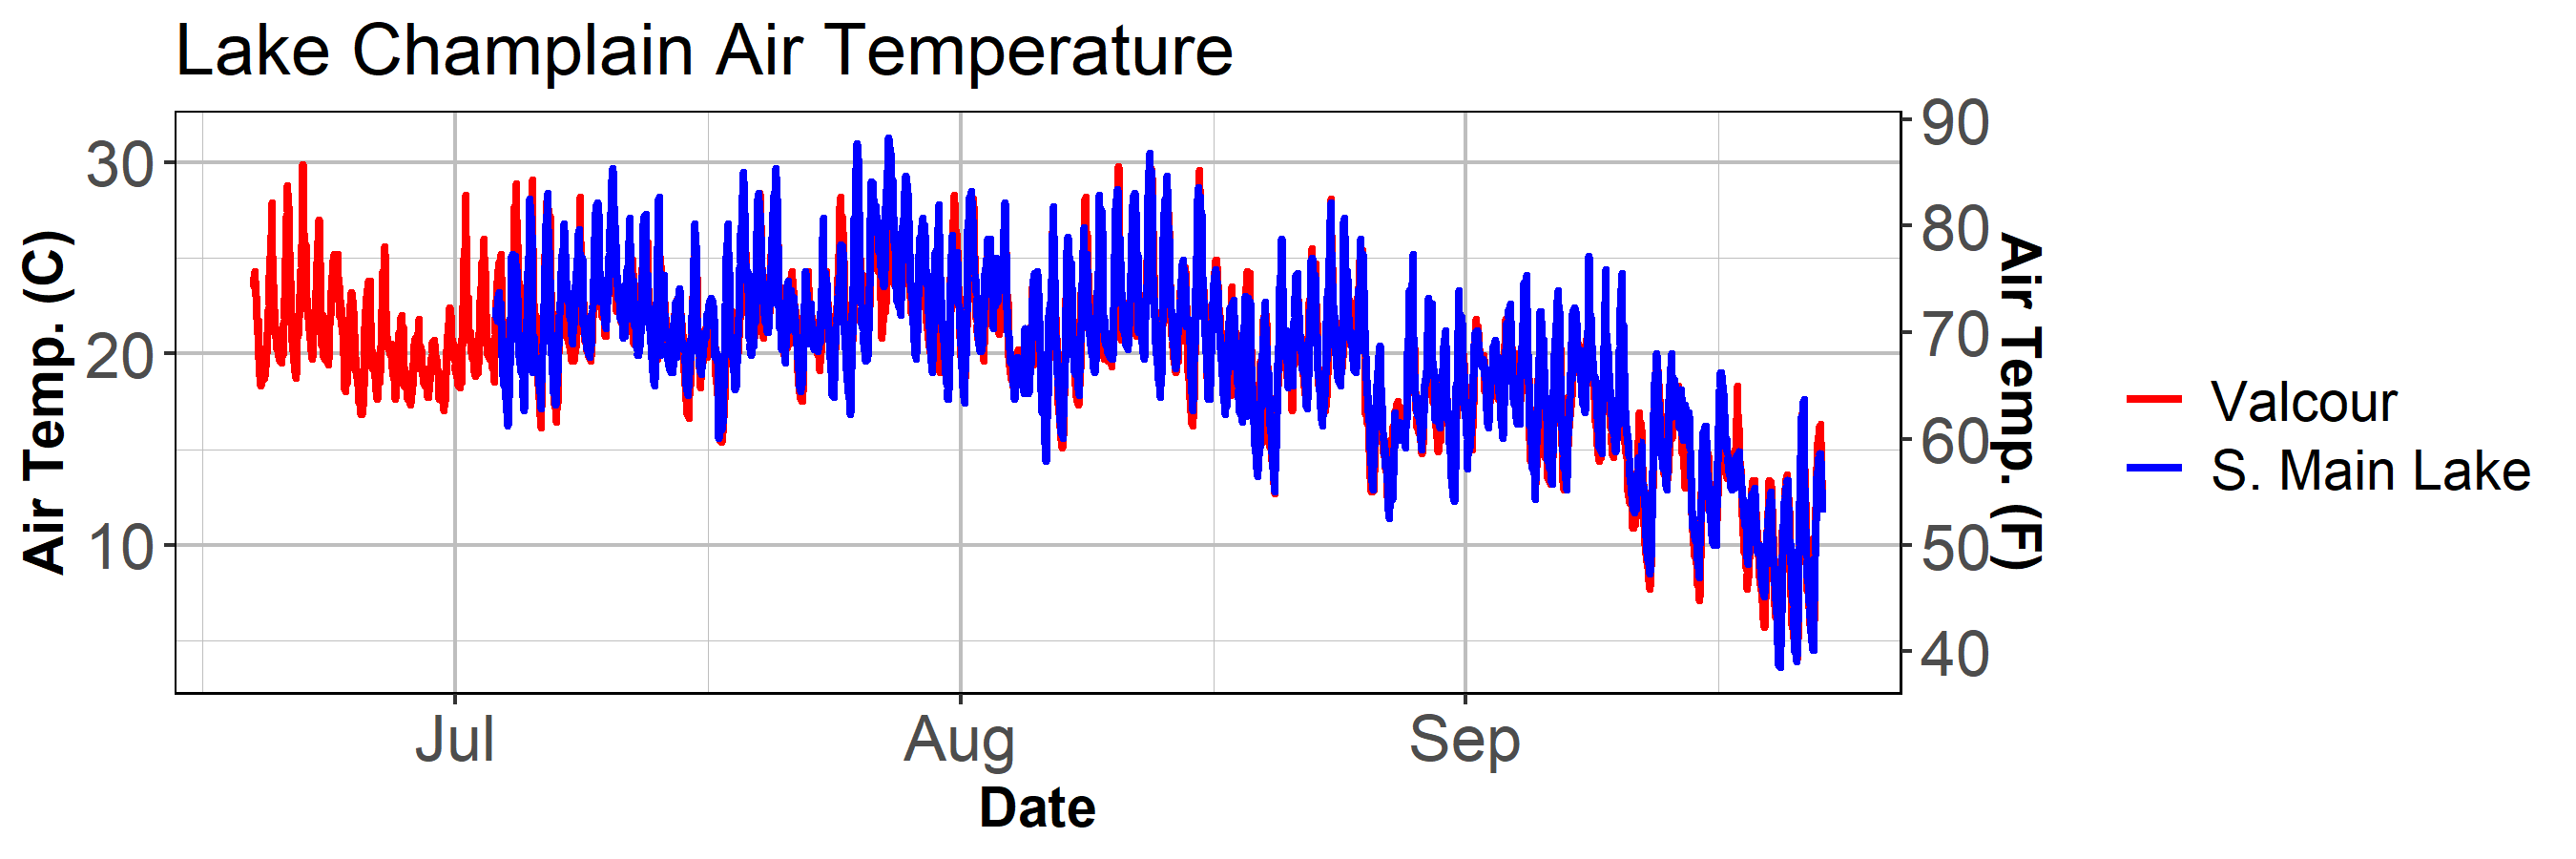 Lake Champlain Air Temperature
Air Temp. (C)
30
20
10
90
80
70
60
50
40
Air Temp. (F)
Jul
Aug
Sep
Date
Valcour
S. Main Lake